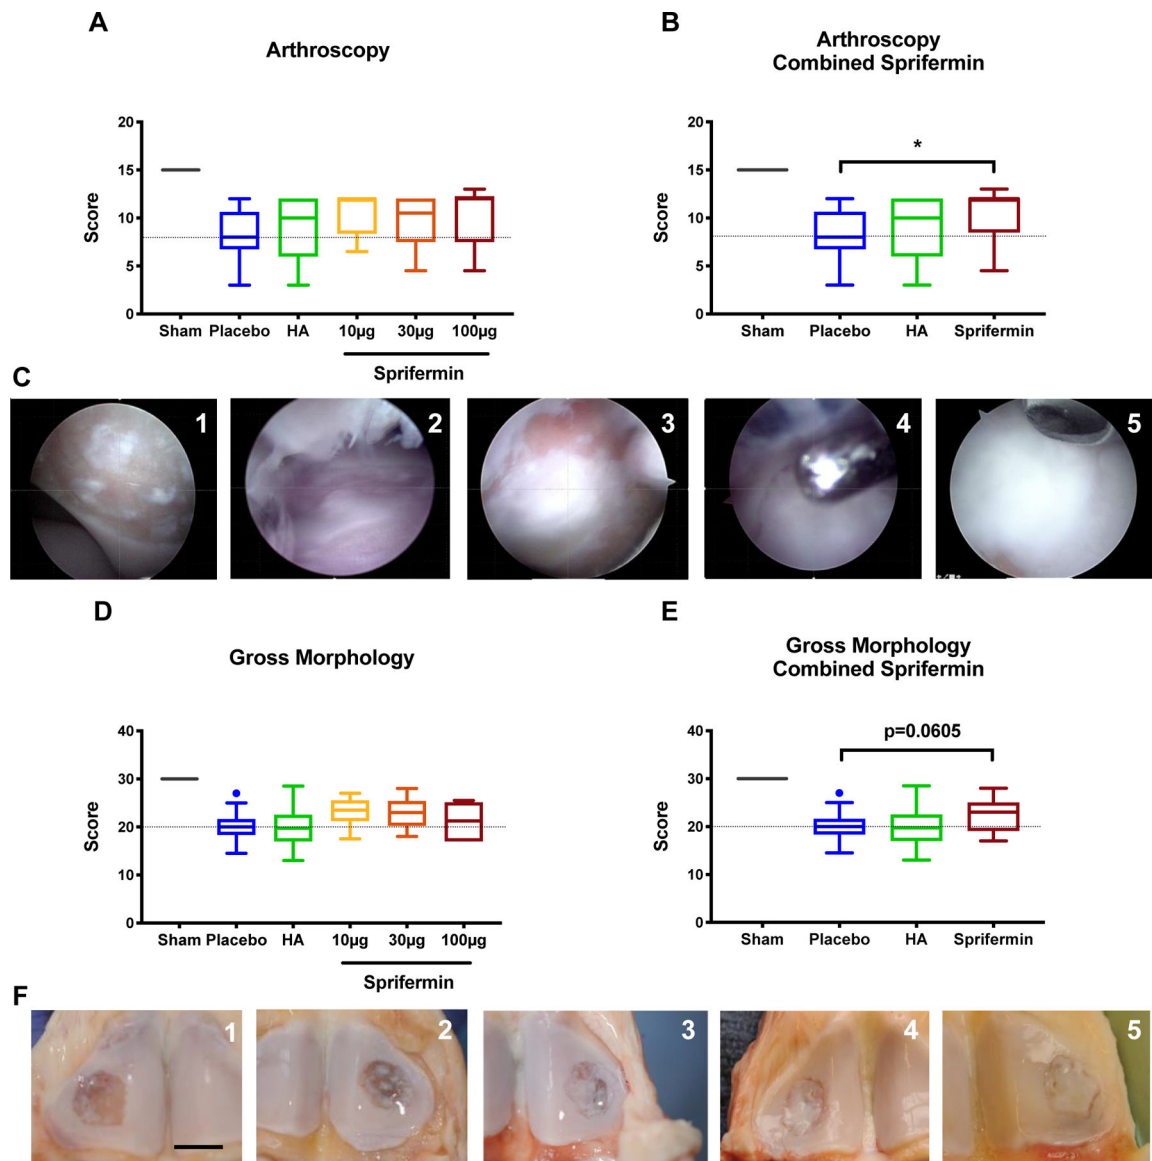 A
Arthroscopy
Score
20
15
10
5
0
Sham Placebo HA 10µg 30µg 100µg
Sprifermin
B
Arthroscopy
Combined Sprifermin
*
Score
20
15
10
5
0
Sham Placebo HA Sprifermin
C
1 2 3 4 5
D
Gross Morphology
Score
40
30
20
10
0
Sham Placebo HA 10µg 30µg 100µg
Sprifermin
E
Gross Morphology
Combined Sprifermin
p=0.0605
Score
40
30
20
10
0
Sham Placebo HA Sprifermin
F
1 2 3 4 5